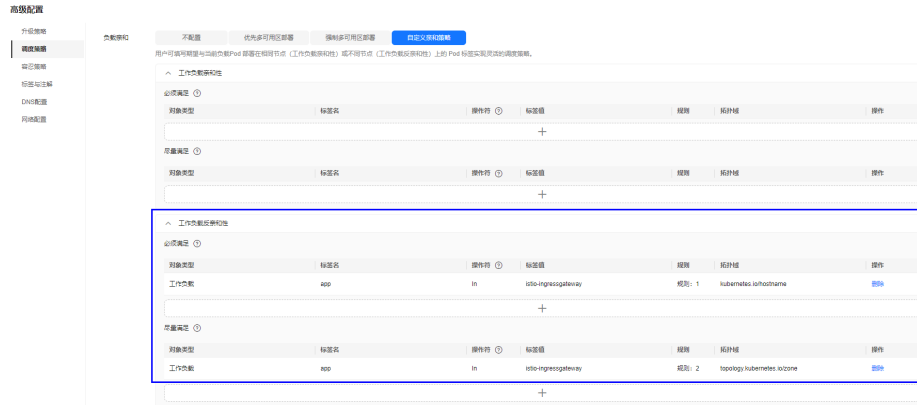 高级配置
升级策略
调度策略
容忍策略
标签与注解
DNS配置
网络配置
负载亲和
不配置 优先多可用区部署 强制多可用区部署 自定义亲和策略
用户可填写期望与当前负载Pod 部署在相同节点（工作负载亲和性）或不同节点（工作负载反亲和性）上的 Pod 标签实现灵活的调度策略。
工作负载亲和性
必须满足 ?
对象类型 标签名 操作符 ? 标签值 规则 拓扑域 操作
+
尽量满足 ?
对象类型 标签名 操作符 ? 标签值 规则 拓扑域 操作
+
工作负载反亲和性
必须满足 ?
对象类型 标签名 操作符 ? 标签值 规则 拓扑域 操作
工作负载 app In istio-ingressgateway 规则：1 kubernetes.io/hostname 删除
+
尽量满足 ?
对象类型 标签名 操作符 ? 标签值 规则 拓扑域 操作
工作负载 app In istio-ingressgateway 规则：2 topology.kubernetes.io/zone 删除
+